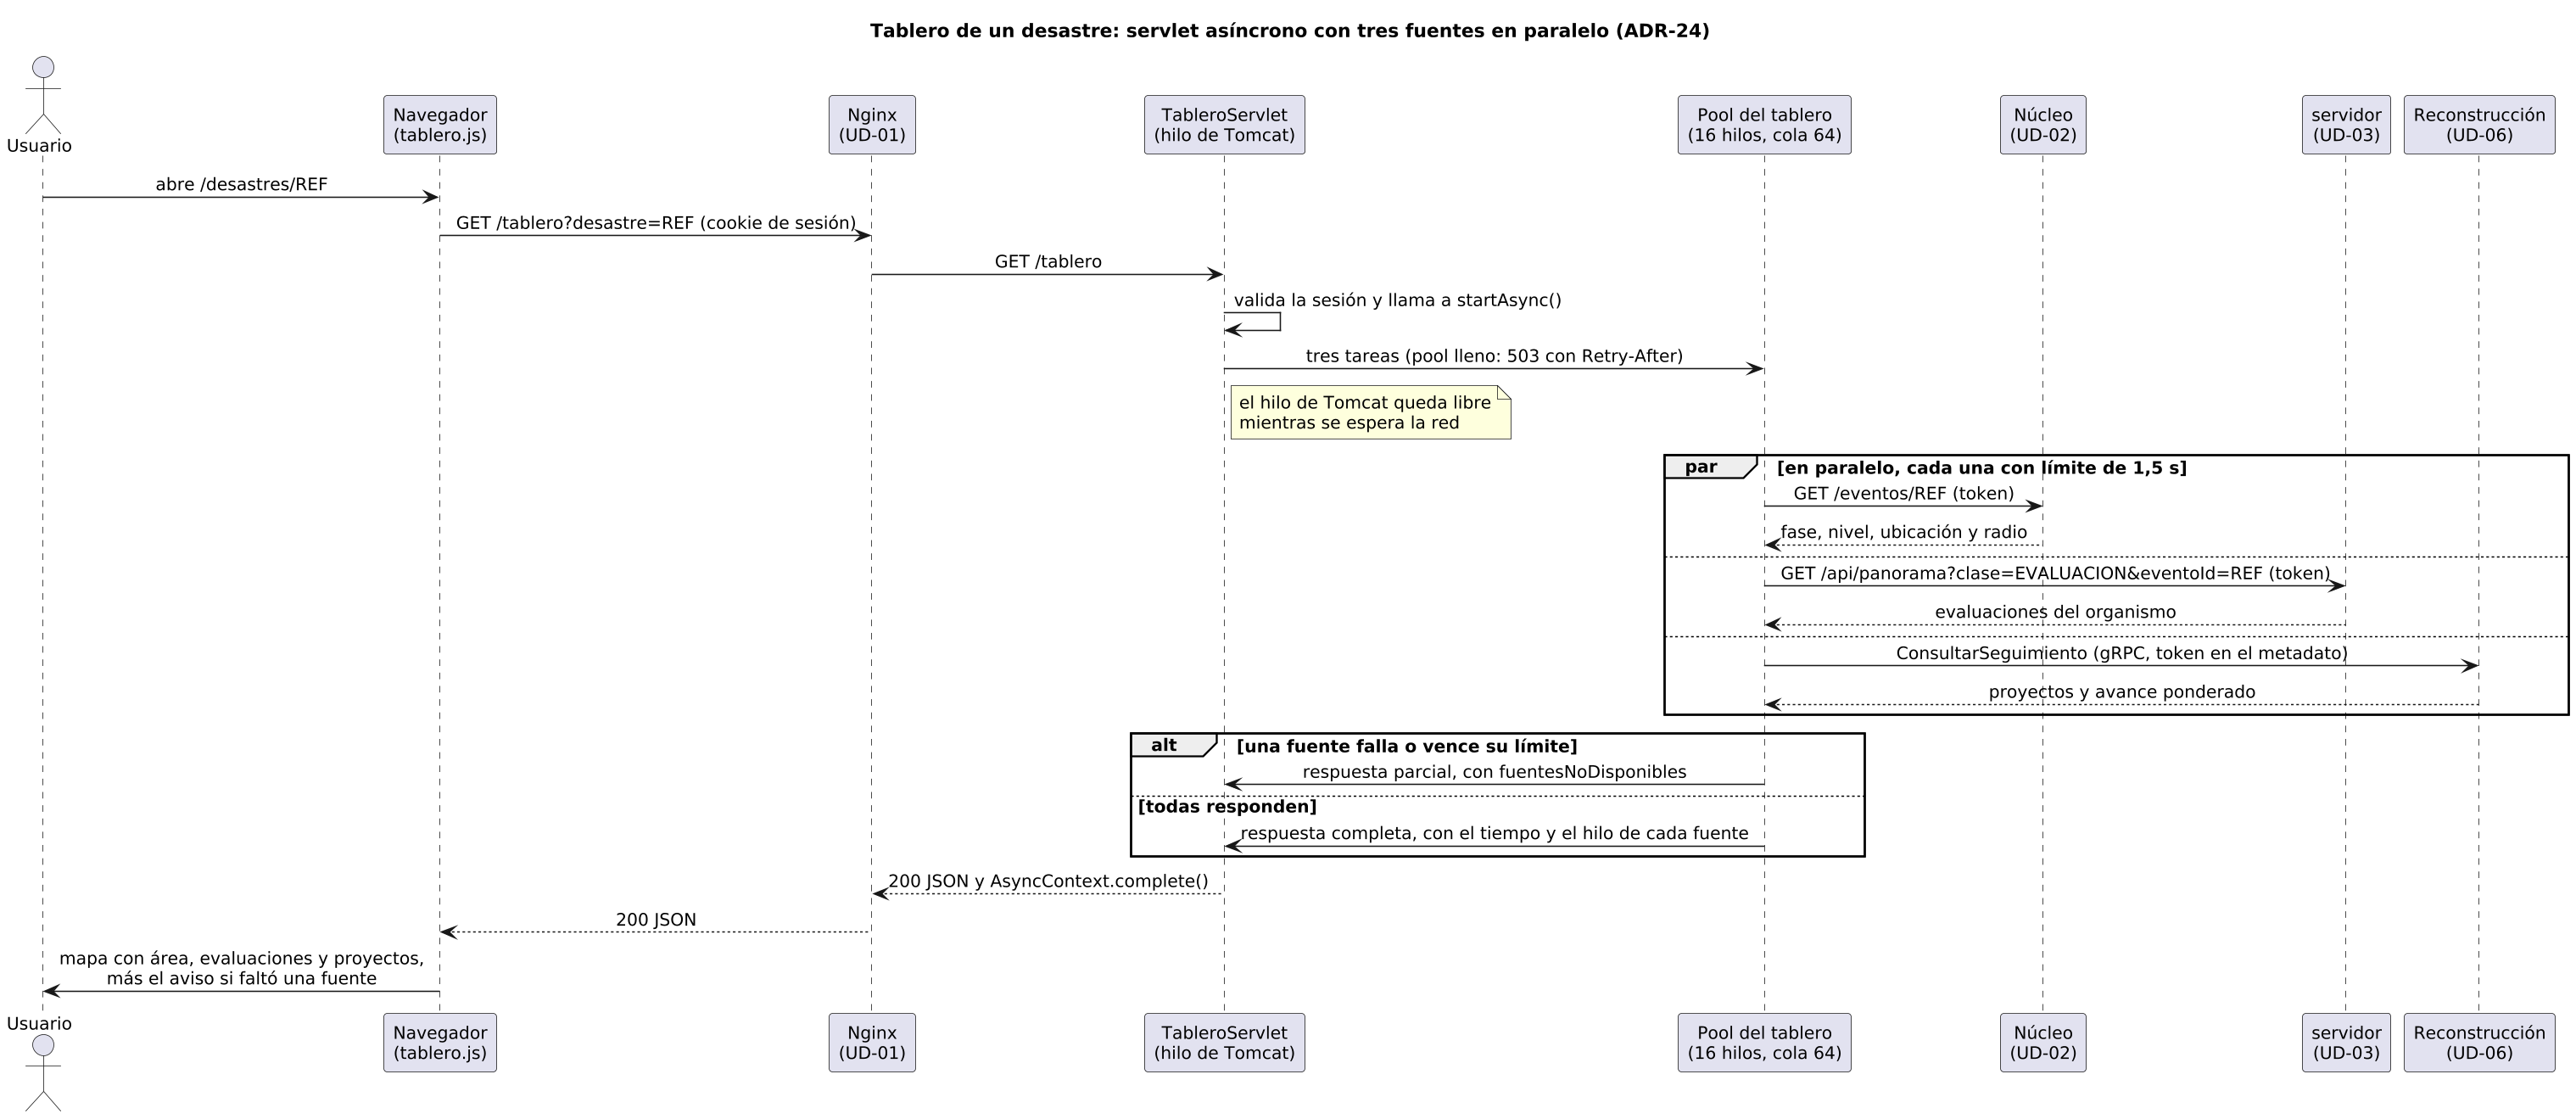 Tablero de un desastre: servlet asíncrono con tres fuentes en paralelo (ADR-24)
Usuario
Navegador
(tablero.js)
Nginx
(UD-01)
TableroServlet
(hilo de Tomcat)
Pool del tablero
(16 hilos, cola 64)
Núcleo
(UD-02)
servidor
(UD-03)
Reconstrucción
(UD-06)
abre /desastres/REF
GET /tablero?desastre=REF (cookie de sesión)
GET /tablero
valida la sesión y llama a startAsync()
tres tareas (pool lleno: 503 con Retry-After)
el hilo de Tomcat queda libre
mientras se espera la red
par
[en paralelo, cada una con límite de 1,5 s]
GET /eventos/REF (token)
fase, nivel, ubicación y radio
GET /api/panorama?clase=EVALUACION&eventoId=REF (token)
evaluaciones del organismo
ConsultarSeguimiento (gRPC, token en el metadato)
proyectos y avance ponderado
alt
[una fuente falla o vence su límite]
respuesta parcial, con fuentesNoDisponibles
[todas responden]
respuesta completa, con el tiempo y el hilo de cada fuente
200 JSON y AsyncContext.complete()
200 JSON
mapa con área, evaluaciones y proyectos,
más el aviso si faltó una fuente
Usuario
Navegador
(tablero.js)
Nginx
(UD-01)
TableroServlet
(hilo de Tomcat)
Pool del tablero
(16 hilos, cola 64)
Núcleo
(UD-02)
servidor
(UD-03)
Reconstrucción
(UD-06)